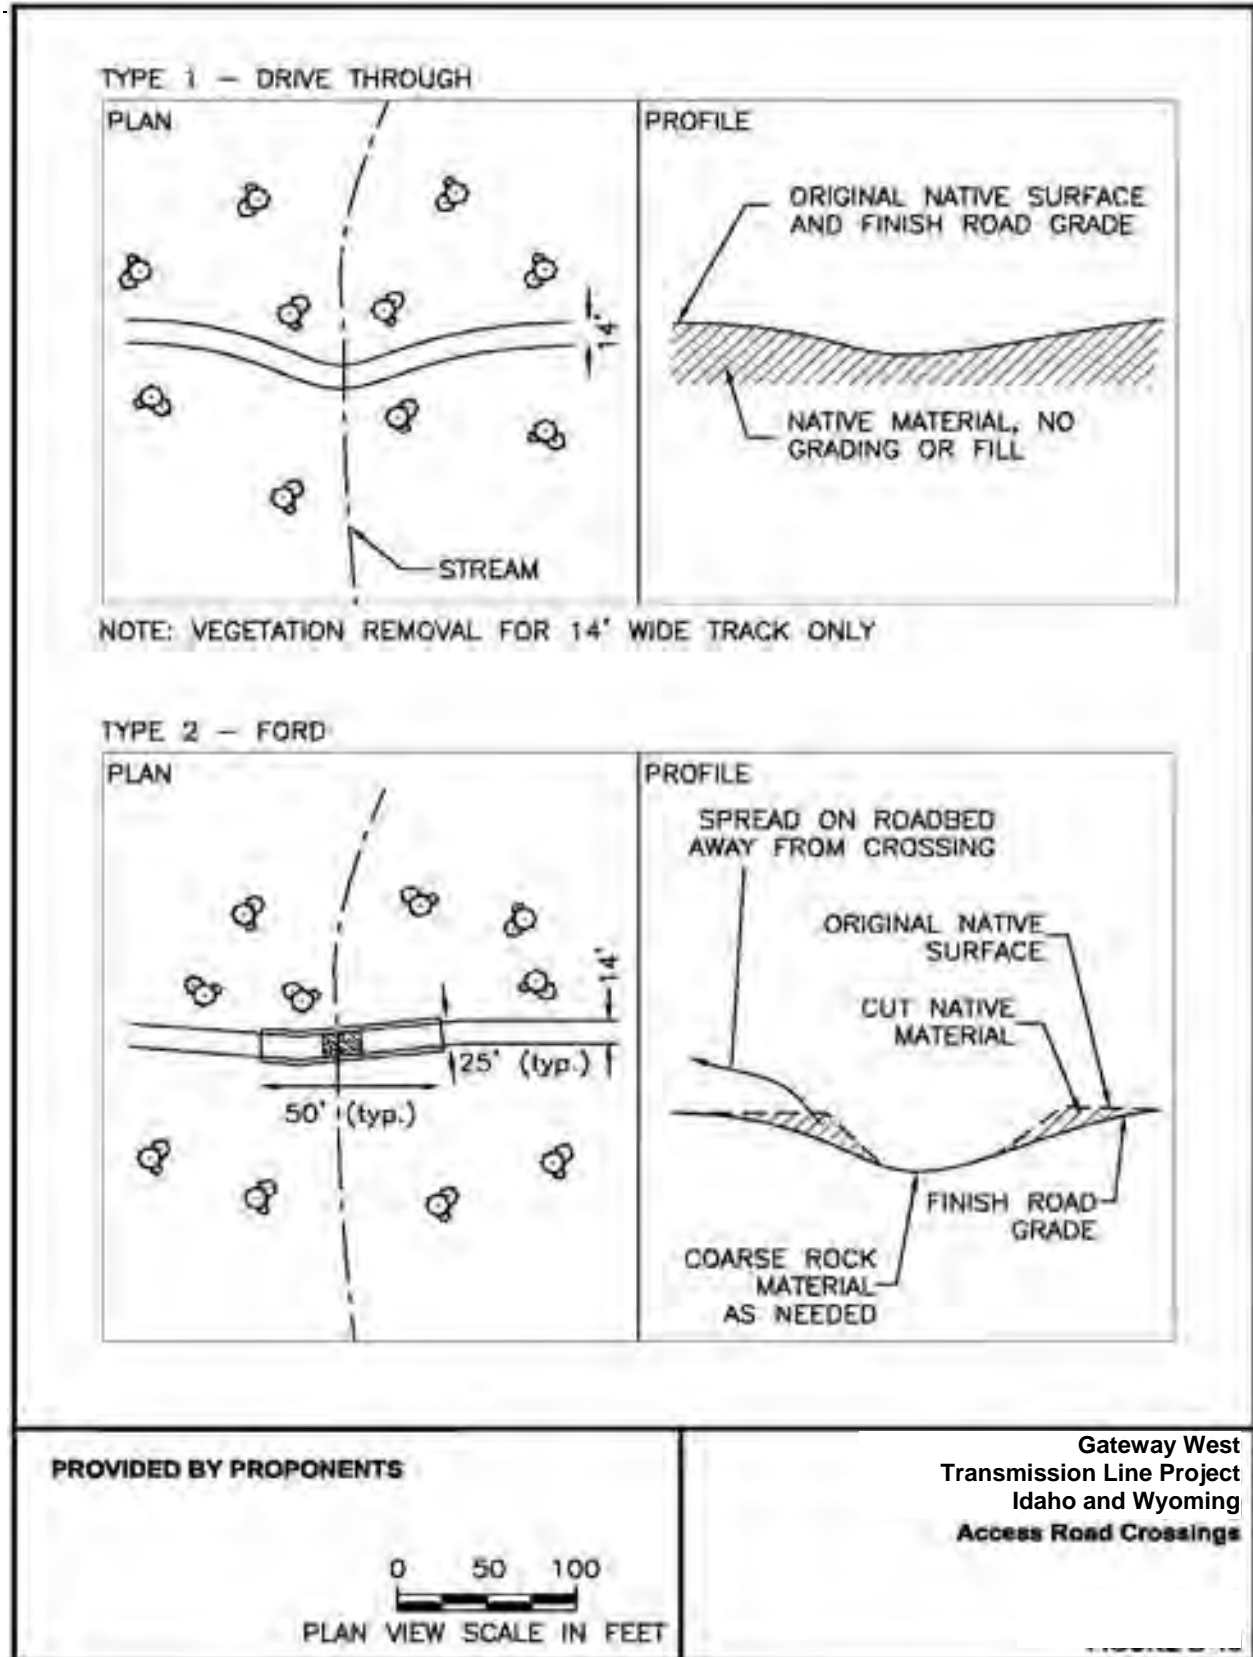 TYPE 1 – DRIVE THROUGH
PLAN
PROFILE
ORIGINAL NATIVE SURFACE
AND FINISH ROAD GRADE
14'
NATIVE MATERIAL, NO
GRADING OR FILL
STREAM
NOTE: VEGETATION REMOVAL FOR 14' WIDE TRACK ONLY
TYPE 2 – FORD
PLAN
PROFILE
SPREAD ON ROADBED
AWAY FROM CROSSING
ORIGINAL NATIVE
SURFACE
14'
CUT NATIVE
MATERIAL
25' (typ.)
50' (typ.)
FINISH ROAD
GRADE
COARSE ROCK
MATERIAL
AS NEEDED
PROVIDED BY PROPONENTS
Gateway West
Transmission Line Project
Idaho and Wyoming
Access Road Crossings
0 50 100
PLAN VIEW SCALE IN FEET